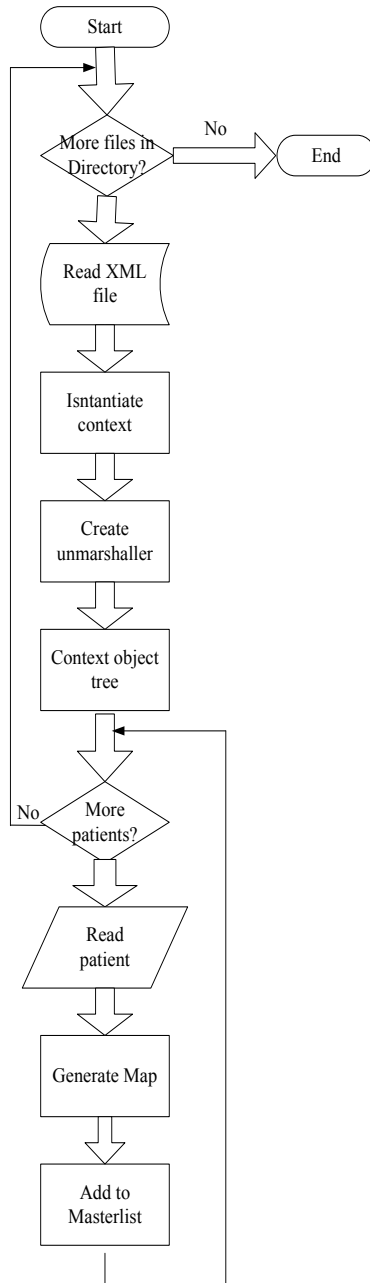 Start
More files in
Directory?
No
End
Read XML
file
Isntantiate
context
Create
unmarshaller
Context object
tree
No
More
patients?
Read
patient
Generate Map
Add to
Masterlist